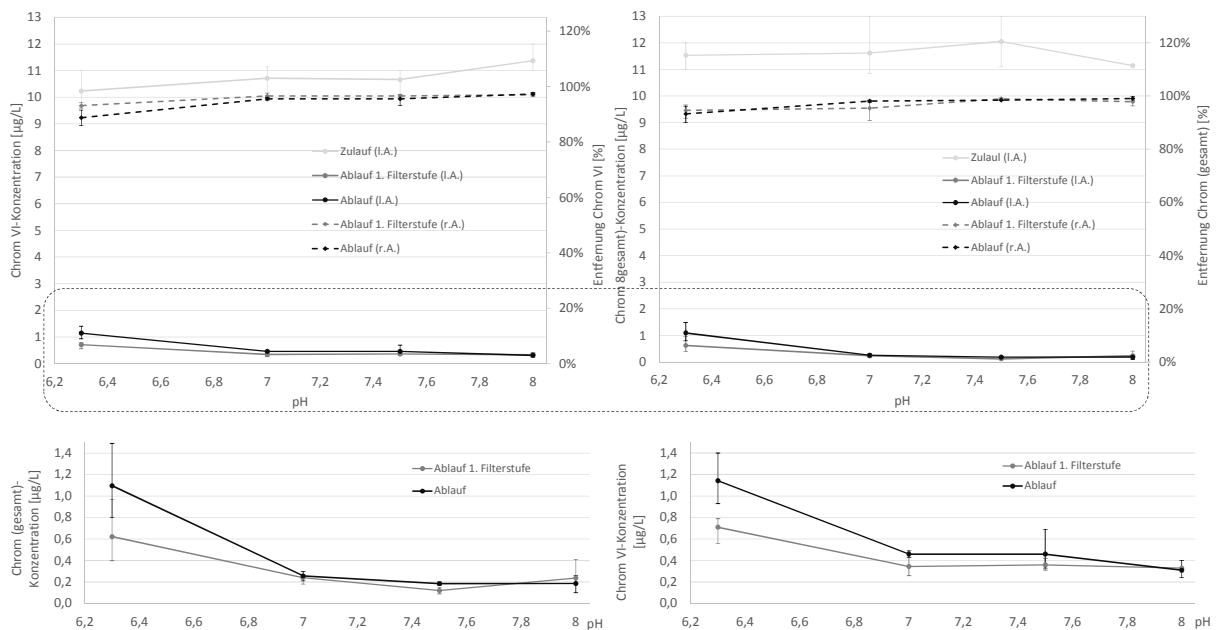 13
12
11
10
9
8
7
6
5
4
3
2
1
0
Chrom VI-Konzentration [µg/L]
120%
100%
80%
60%
40%
20%
0%
Entfernung Chrom VI [%]
Zulauf (l.A.)
Ablauf 1. Filterstufe (l.A.)
Ablauf (l.A.)
Ablauf 1. Filterstufe (r.A.)
Ablauf (r.A.)
6,2 6,4 6,6 6,8 7 7,2 7,4 7,6 7,8 8
pH
13
12
11
10
9
8
7
6
5
4
3
2
1
0
Chrom 8gesamt)-Konzentration [µg/L]
120%
100%
80%
60%
40%
20%
0%
Entfernung Chrom (gesamt) [%]
Zulaul (l.A.)
Ablauf 1. Filterstufe (l.A.)
Ablauf (l.A.)
Ablauf 1. Filterstufe (r.A.)
Ablauf (r.A.)
6,2 6,4 6,6 6,8 7 7,2 7,4 7,6 7,8 8
pH
1,4
1,2
1,0
0,8
0,6
0,4
0,2
0,0
Chrom (gesamt)-
Konzentration [µg/L]
Ablauf 1. Filterstufe
Ablauf
6,2 6,4 6,6 6,8 7 7,2 7,4 7,6 7,8 8 pH
1,4
1,2
1,0
0,8
0,6
0,4
0,2
0,0
Chrom VI-Konzentration
[µg/L]
Ablauf 1. Filterstufe
Ablauf
6,2 6,4 6,6 6,8 7 7,2 7,4 7,6 7,8 8 pH